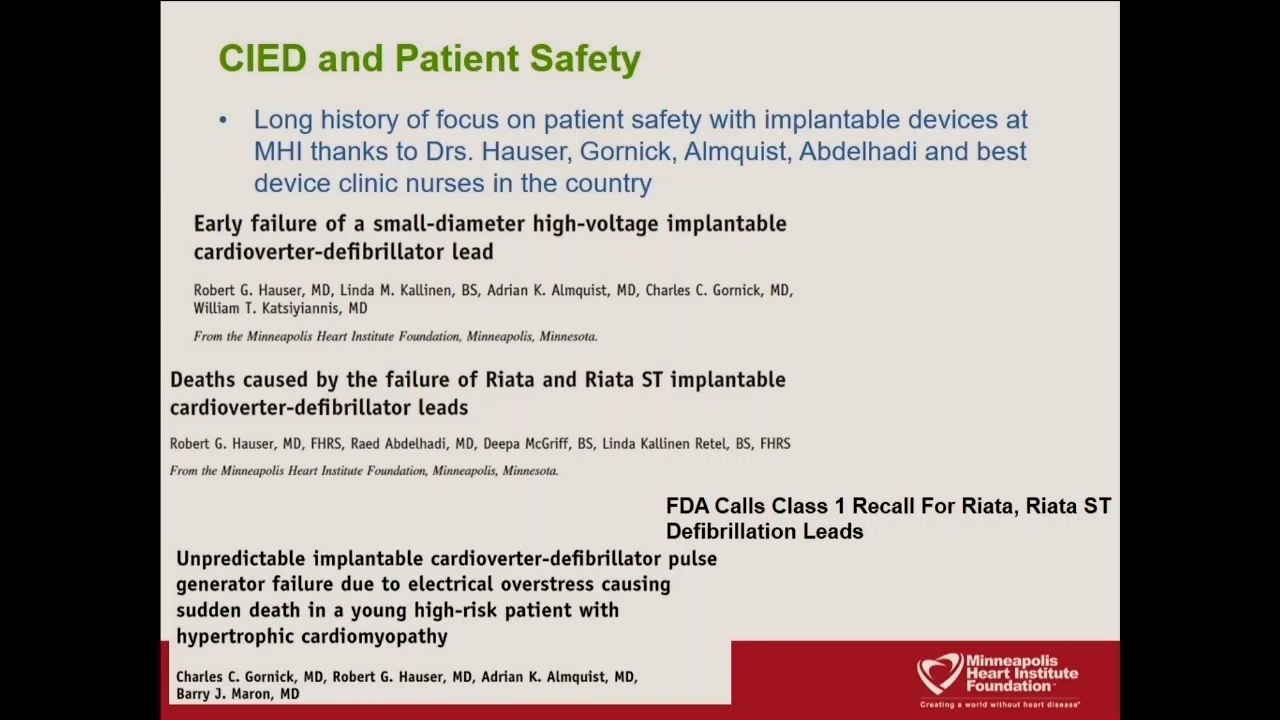 CIED and Patient Safety
• Long history of focus on patient safety with implantable devices at
MHI thanks to Drs. Hauser, Gornick, Almquist, Abdelhadi and best
device clinic nurses in the country
Early failure of a small-diameter high-voltage implantable
cardioverter-defibrillator lead
Robert G. Hauser, MD, Linda M. Kallinen, BS, Adrian K. Almquist, MD, Charles C. Gornick, MD,
William T. Katsiyiannis, MD
From the Minneapolis Heart Institute Foundation, Minneapolis, Minnesota.
Deaths caused by the failure of Riata and Riata ST implantable
cardioverter-defibrillator leads
Robert G. Hauser, MD, FHRS, Raed Abdelhadi, MD, Deepa McGriff, BS, Linda Kallinen Retel, BS, FHRS
From the Minneapolis Heart Institute Foundation, Minneapolis, Minnesota.
FDA Calls Class 1 Recall For Riata, Riata ST
Defibrillation Leads
Unpredictable implantable cardioverter-defibrillator pulse
generator failure due to electrical overstress causing
sudden death in a young high-risk patient with
hypertrophic cardiomyopathy
Charles C. Gornick, MD, Robert G. Hauser, MD, Adrian K. Almquist, MD,
Barry J. Maron, MD
Minneapolis
Heart Institute
Foundation™
Creating a world without heart disease®